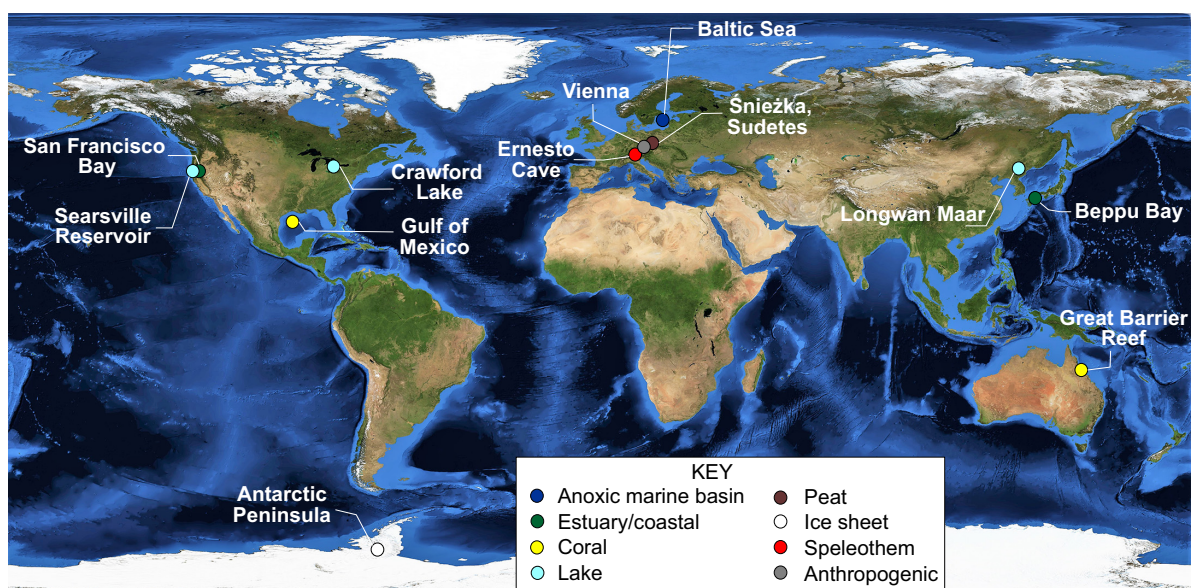 Baltic Sea
Vienna
Śnieżka,
Sudetes
San Francisco
Bay
Ernesto
Cave
Crawford
Lake
Searsville
Reservoir
Gulf of
Mexico
Longwan Maar
Beppu Bay
Great Barrier
Reef
Antarctic
Peninsula
KEY
Anoxic marine basin
Estuary/coastal
Coral
Lake
Peat
Ice sheet
Speleothem
Anthropogenic